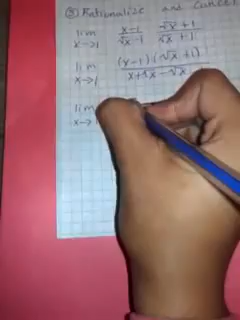 ③ Rationalize and Cancel
lim x→1 x-1/√x-1 √x+1/√x+1
lim x→1 (x-1)(√x+1)/x+√x-√x
lim x→1